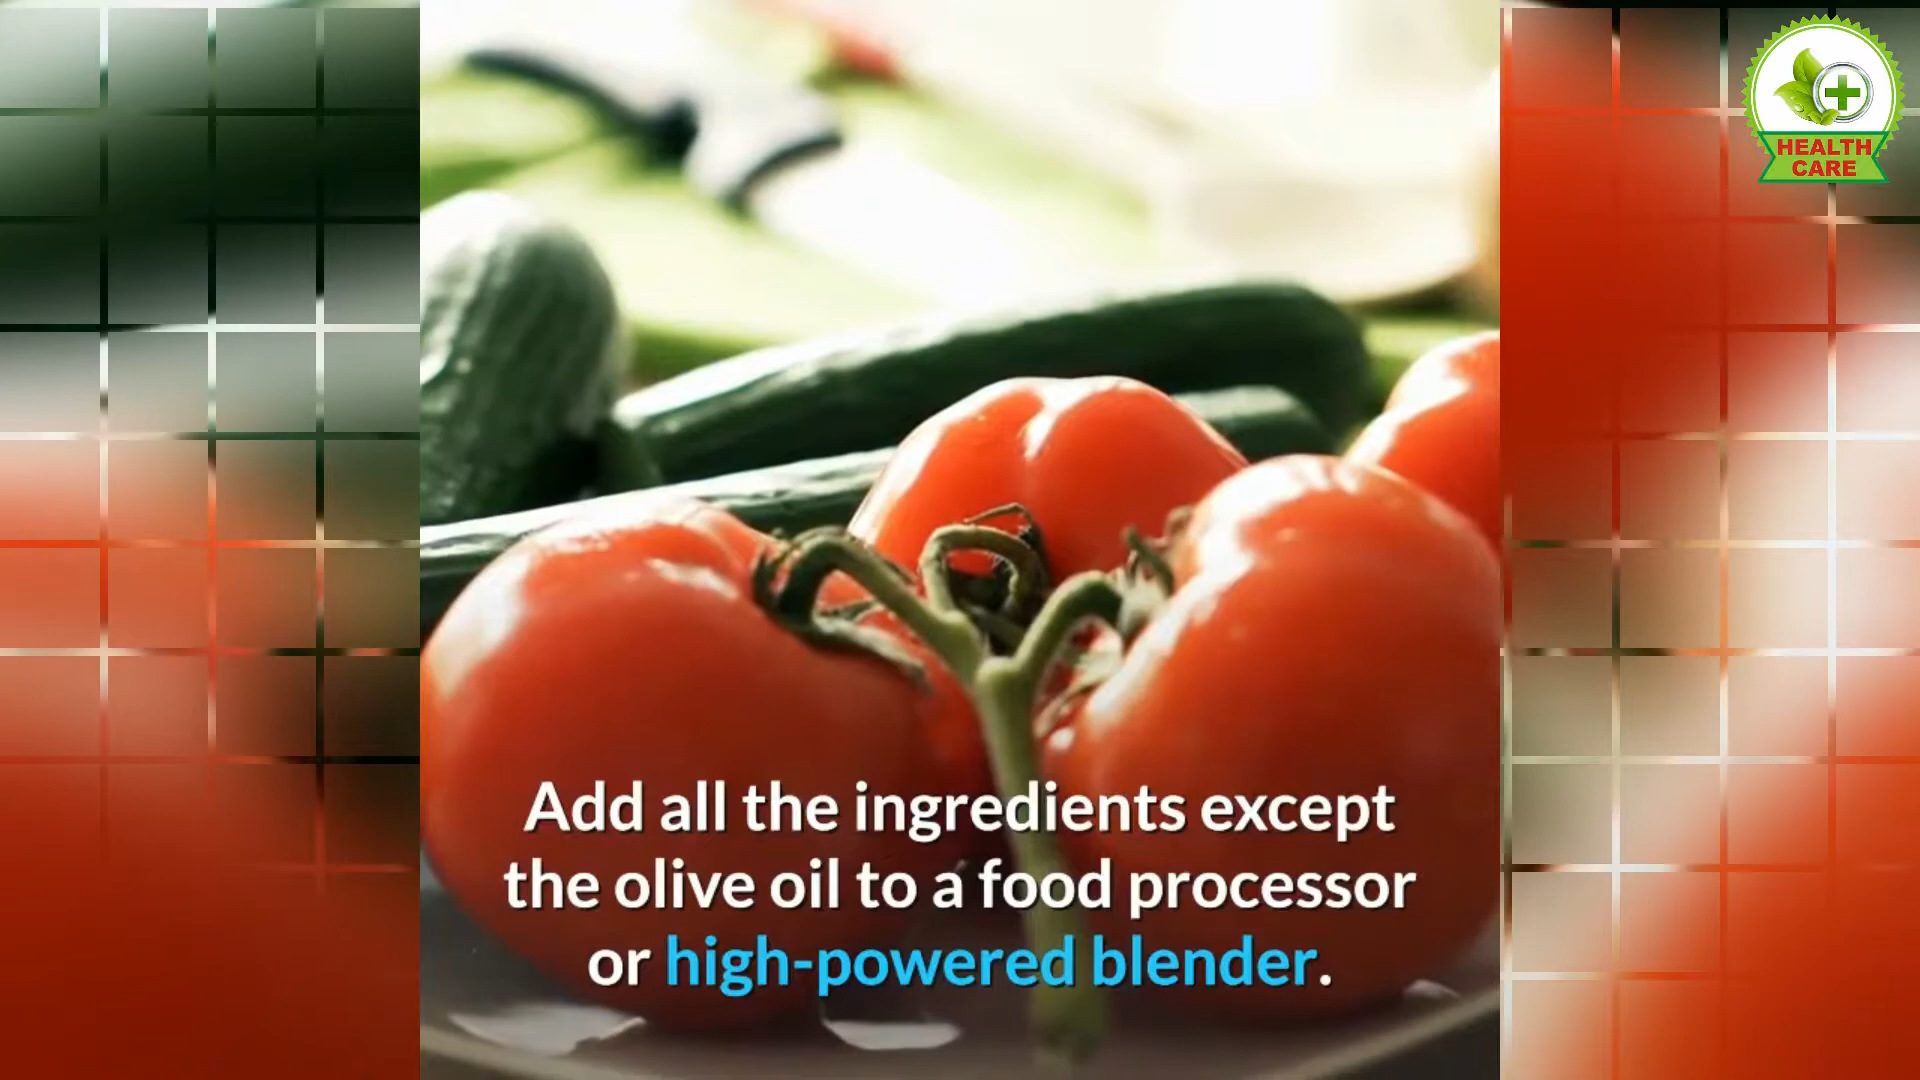 HEALTH
CARE
Add all the ingredients except
the olive oil to a food processor
or high-powered blender.